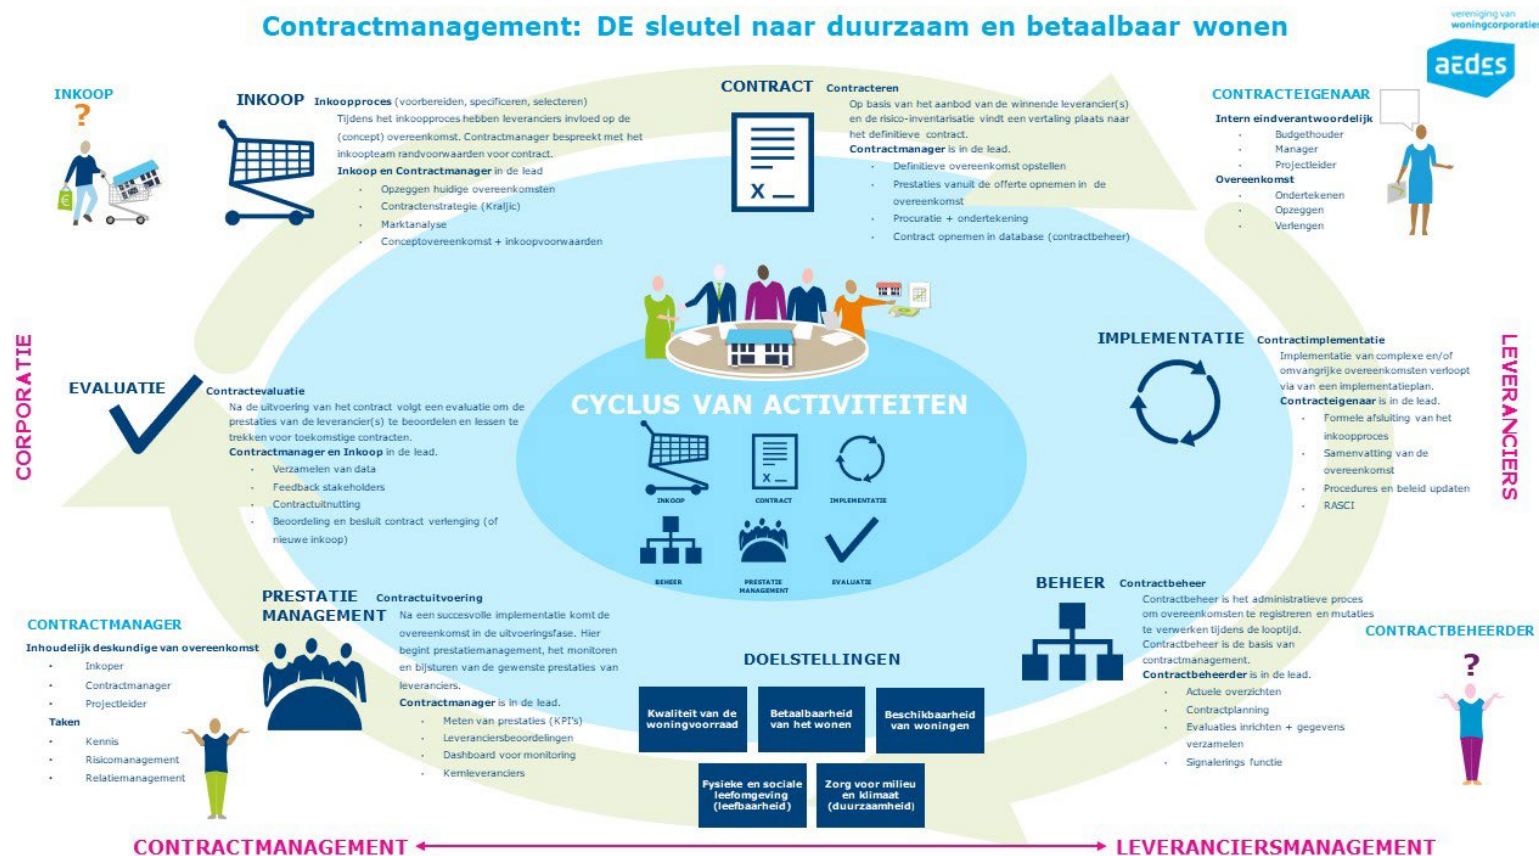 Contractmanagement: DE sleutel naar duurzaam en betaalbaar wonen
vereniging van
woningcorporaties
aedes
INKOOP
?
INKOOP
Inkoopproces (voorbereiden, specificeren, selecteren)
Tijdens het inkoopproces hebben leveranciers invloed op de
(concept) overeenkomst. Contractmanager bespreekt met het
inkoopteam randvoorwaarden voor contract.
Inkoop en Contractmanager in de lead
• Opzeggen huidige overeenkomsten
• Contractenstrategie (Kraljic)
• Marktanalyse
• Conceptovereenkomst + inkoopvoorwaarden
CONTRACT
X
Contracteren
Op basis van het aanbod van de winnende leverancier(s)
en de risico-inventarisatie vindt een vertaling plaats naar
het definitieve contract.
Contractmanager is in de lead.
• Definitieve overeenkomst opstellen
• Prestaties vanuit de offerte opnemen in de
overeenkomst
• Procuratie + ondertekening
• Contract opnemen in database (contractbeheer)
CONTRACTEIGENAAR
Intern eindverantwoordelijk
• Budgethouder
• Manager
• Projectleider
Overeenkomst
• Ondertekenen
• Opzeggen
• Verlengen
CORPORATIE
LEVERANCIERS
IMPLEMENTATIE
Contractimplementatie
Implementatie van complexe en/of
omvangrijke overeenkomsten verloopt
via van een implementatieplan.
Contracteigenaar is in de lead.
• Formele afsluiting van het
inkoopproces
• Samenvatting van de
overeenkomst
• Procedures en beleid updaten
• RASCI
EVALUATIE
Contractevaluatie
Na de uitvoering van het contract volgt een evaluatie om de
prestaties van de leverancier(s) te beoordelen en lessen te
trekken voor toekomstige contracten.
Contractmanager en Inkoop in de lead.
• Verzamelen van data
• Feedback stakeholders
• Contractuitnutting
• Beoordeling en besluit contract verlenging (of
nieuwe inkoop)
CYCLUS VAN ACTIVITEITEN
X
INKOOP
CONTRACT
IMPLEMENTATIE
BEHEER
PRESTATIE
MANAGEMENT
EVALUATIE
BEHEER
Contractbeheer
Contractbeheer is het administratieve proces
om overeenkomsten te registreren en mutaties
te verwerken tijdens de looptijd.
Contractbeheer is de basis van
contractmanagement.
Contractbeheerder is in de lead.
• Actuele overzichten
• Contractplanning
• Evaluaties inrichten + gegevens
verzamelen
• Signalerings functie
PRESTATIE
MANAGEMENT
Contractuitvoering
Na een succesvolle implementatie komt de
overeenkomst in de uitvoeringsfase. Hier
begint prestatiemanagement, het monitoren
en bijsturen van de gewenste prestaties van
leveranciers.
Contractmanager is in de lead.
• Meten van prestaties (KPI's)
• Leveranciersbeoordelingen
• Dashboard voor monitoring
• Kernleveranciers
CONTRACTMANAGER
Inhoudelijk deskundige van overeenkomst
• Inkoper
• Contractmanager
• Projectleider
Taken
• Kennis
• Risicomanagement
• Relatiemanagement
CONTRACTBEHEERDER
?
DOELSTELLINGEN
Kwaliteit van de
woningvoorraad
Betaalbaarheid
van het wonen
Beschikbaarheid
van woningen
Fysieke en sociale
leefomgeving
(leefbaarheid)
Zorg voor milieu
en klimaat
(duurzaamheid)
CONTRACTMANAGEMENT
LEVERANCIERSMANAGEMENT